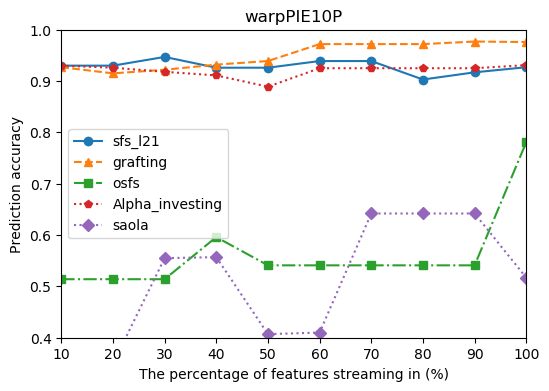 warpPIE10P
Prediction accuracy
1.0
0.9
0.8
0.7
0.6
0.5
0.4
sfs_l21
grafting
osfs
Alpha_investing
saola
10 20 30 40 50 60 70 80 90 100
The percentage of features streaming in (%)